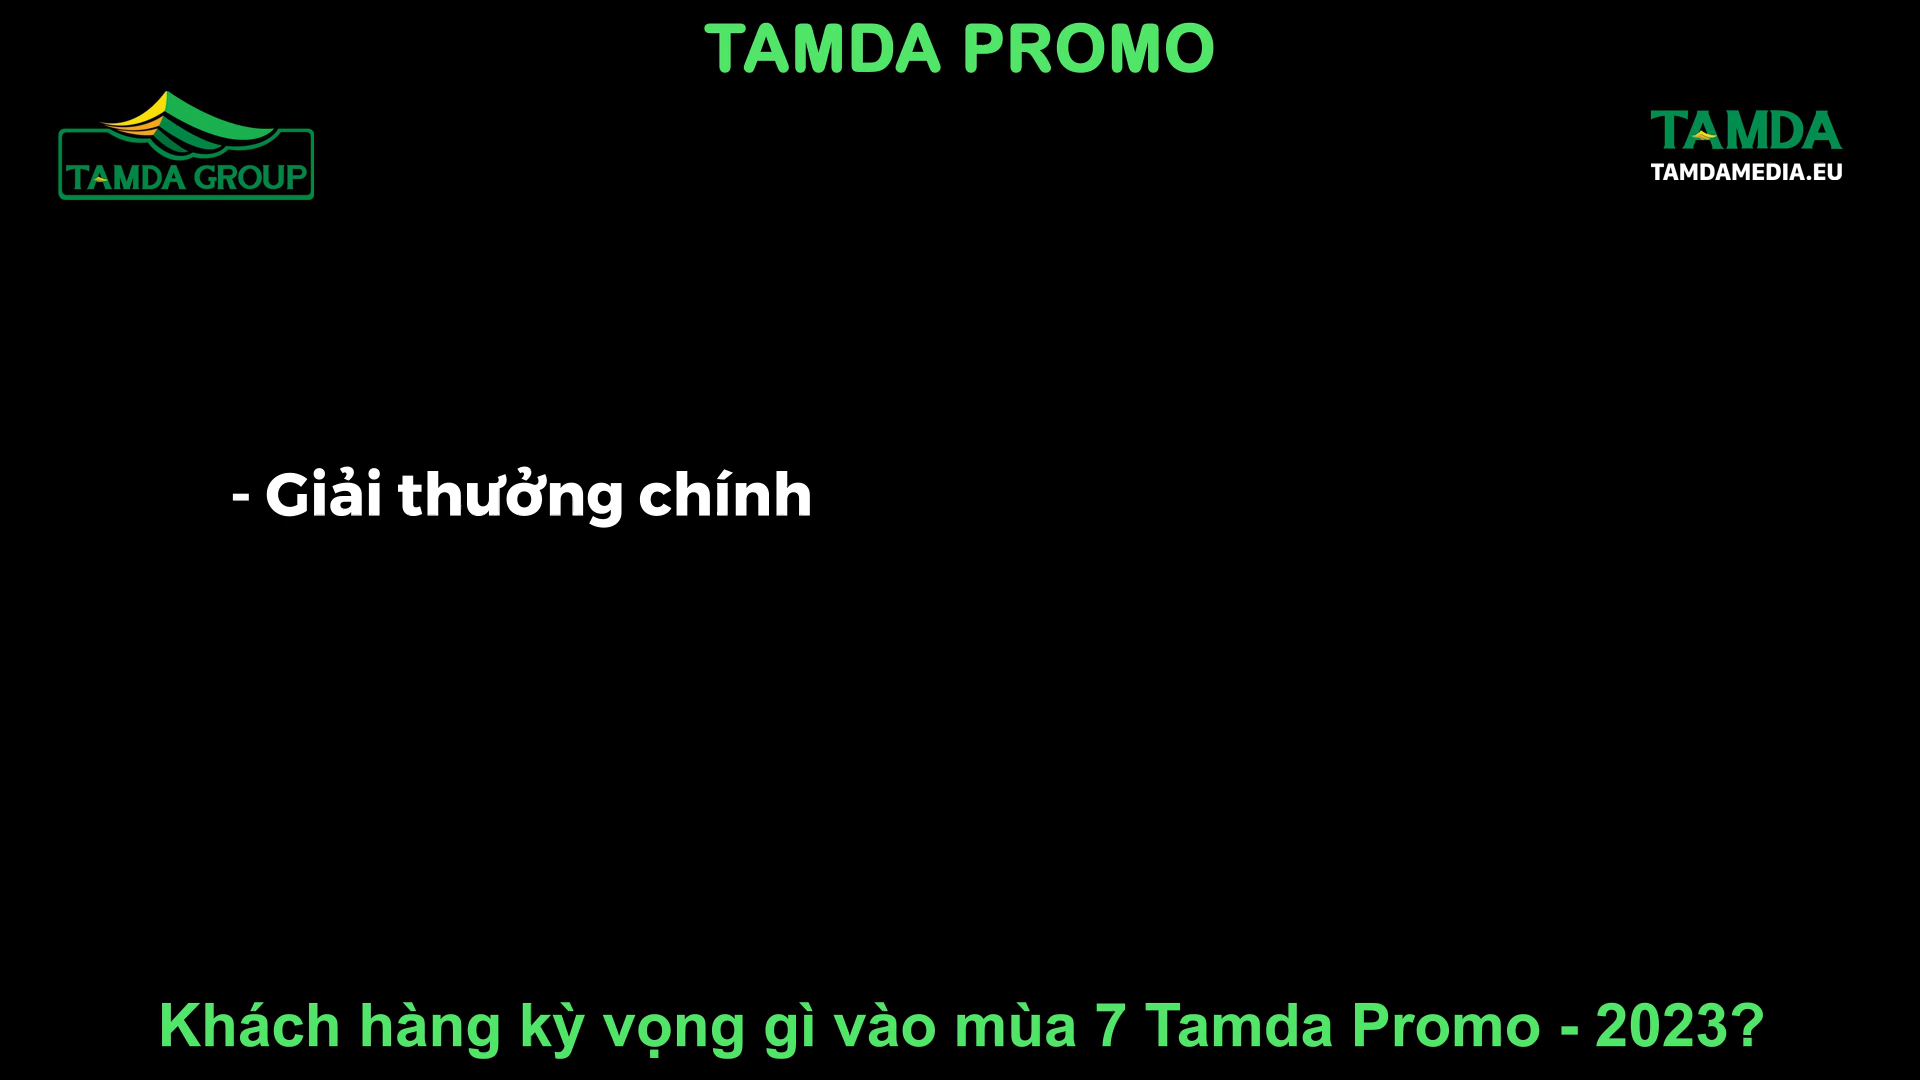 TAMDA PROMO
TAMDA GROUP
TAMDA
TAMDAMEDIA.EU
- Giải thưởng chính
Khách hàng kỳ vọng gì vào mùa 7 Tamda Promo - 2023?